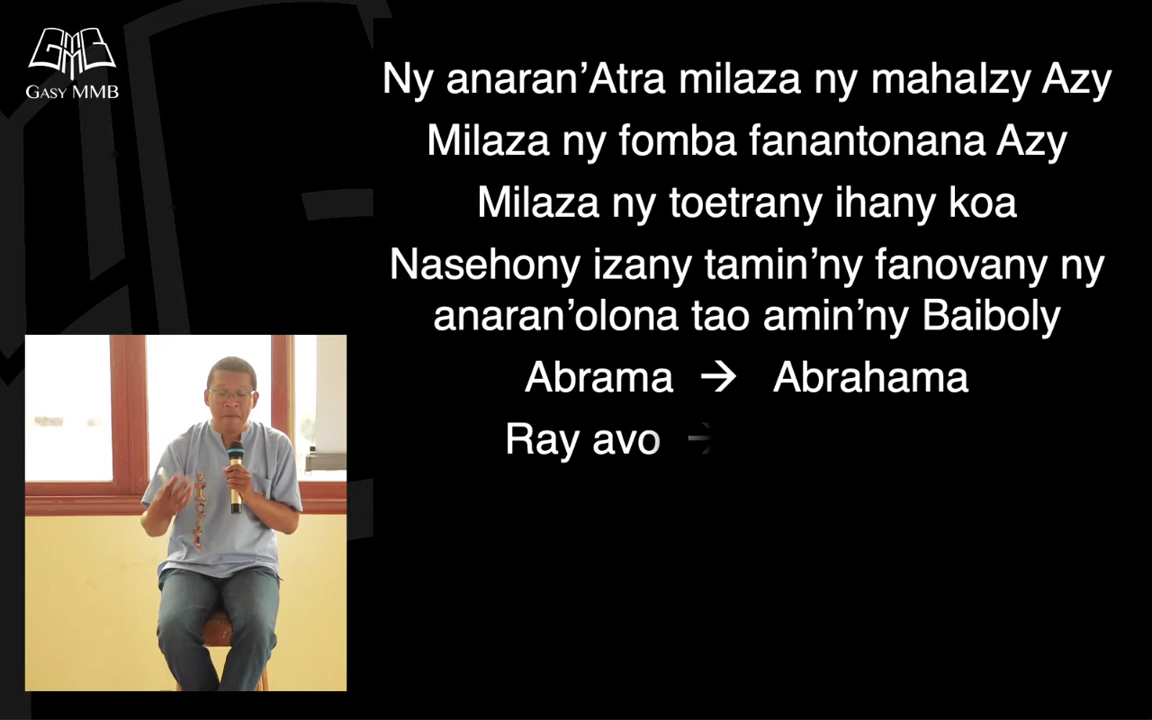 GMMB
GASY MMB
Ny anaran’Atra milaza ny mahaIzy Azy
Milaza ny fomba fanantonana Azy
Milaza ny toetrany ihany koa
Nasehony izany tamin’ny fanovany ny
anaran’olona tao amin’ny Baiboly
Abrama → Abrahama
Ray avo →